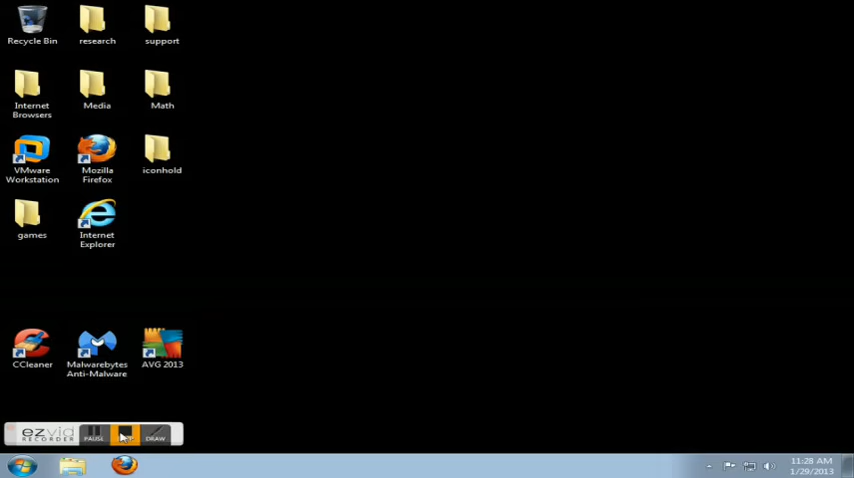 Recycle Bin
research
support
Internet
Browsers
Media
Math
VMware
Workstation
Mozilla
Firefox
iconhold
games
Internet
Explorer
CCleaner
Malwarebytes
Anti-Malware
AVG 2013
ezvid
RECORDER
PAUSE
DRAW
11:28 AM
1/29/2013